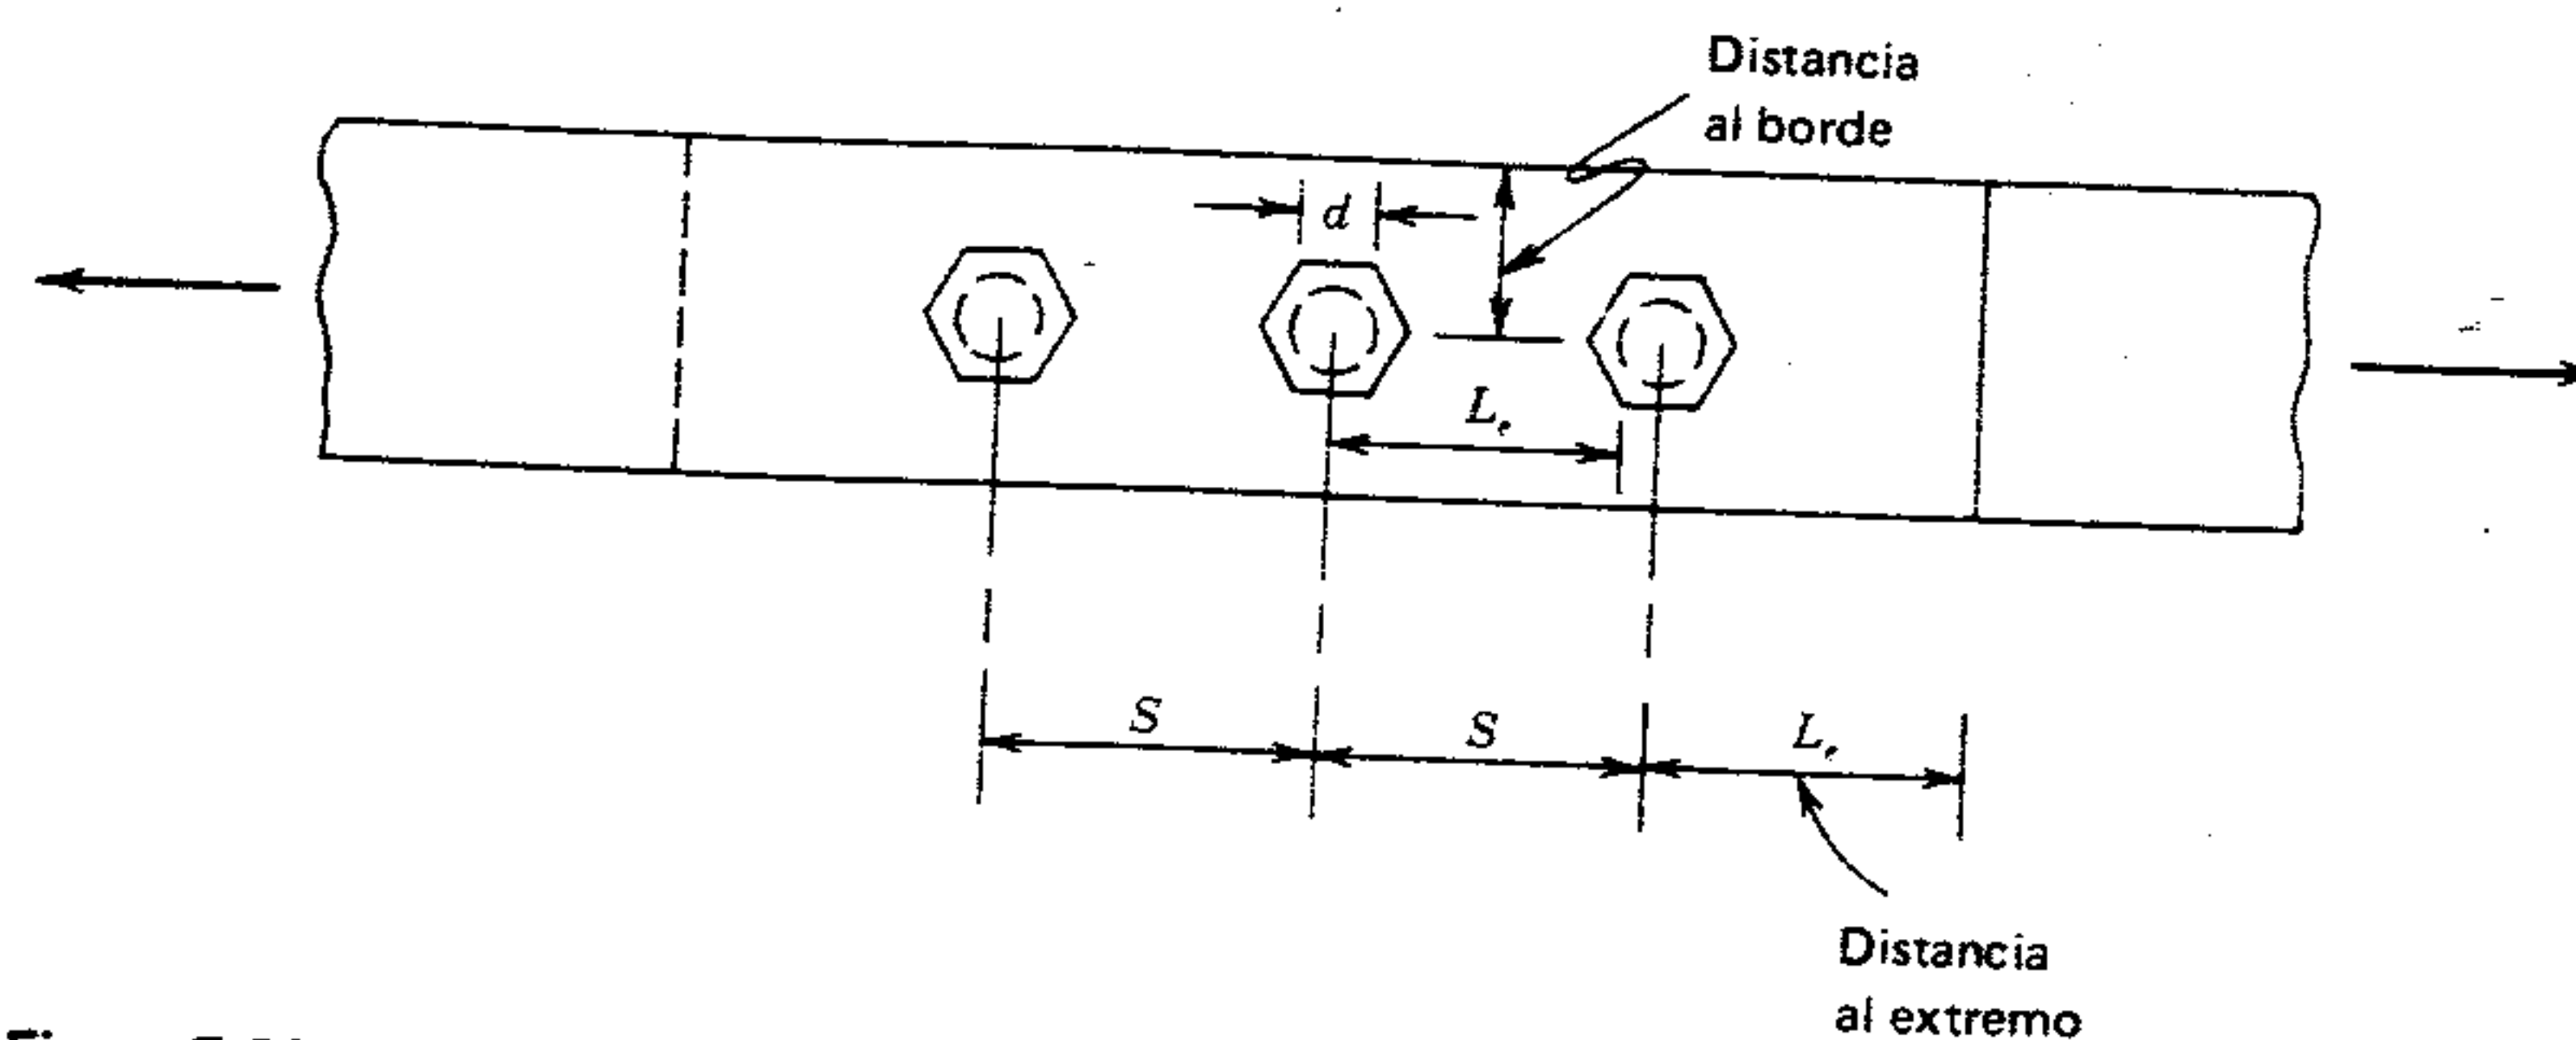 Distancia
al borde
d
Lₑ
S
S
Lₑ
Distancia
al extremo